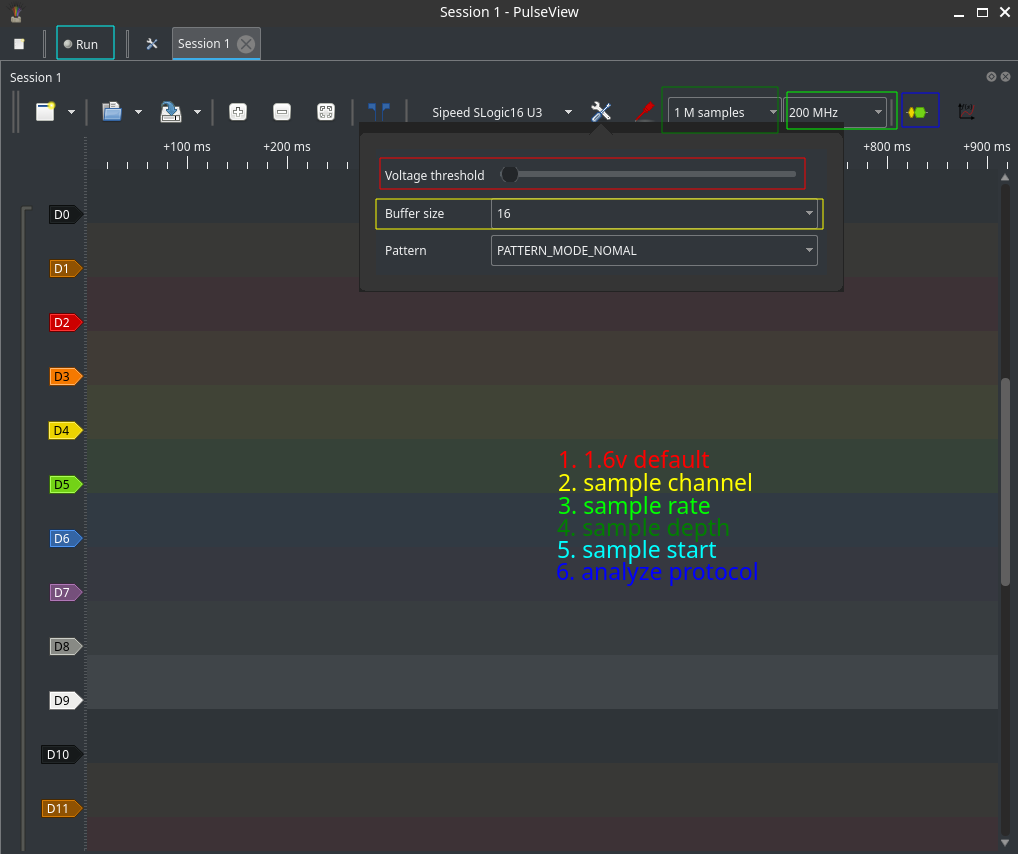 Session 1 - PulseView
Run
Session 1
Session 1
Sipeed SLogic16 U3
1 M samples
200 MHz
+100 ms
+200 ms
+800 ms
+900 ms
Voltage threshold
Buffer size
16
Pattern
PATTERN_MODE_NOMAL
D0
D1
D2
D3
D4
D5
D6
D7
D8
D9
D10
D11
1. 1.6v default
2. sample channel
3. sample rate
4. sample depth
5. sample start
6. analyze protocol